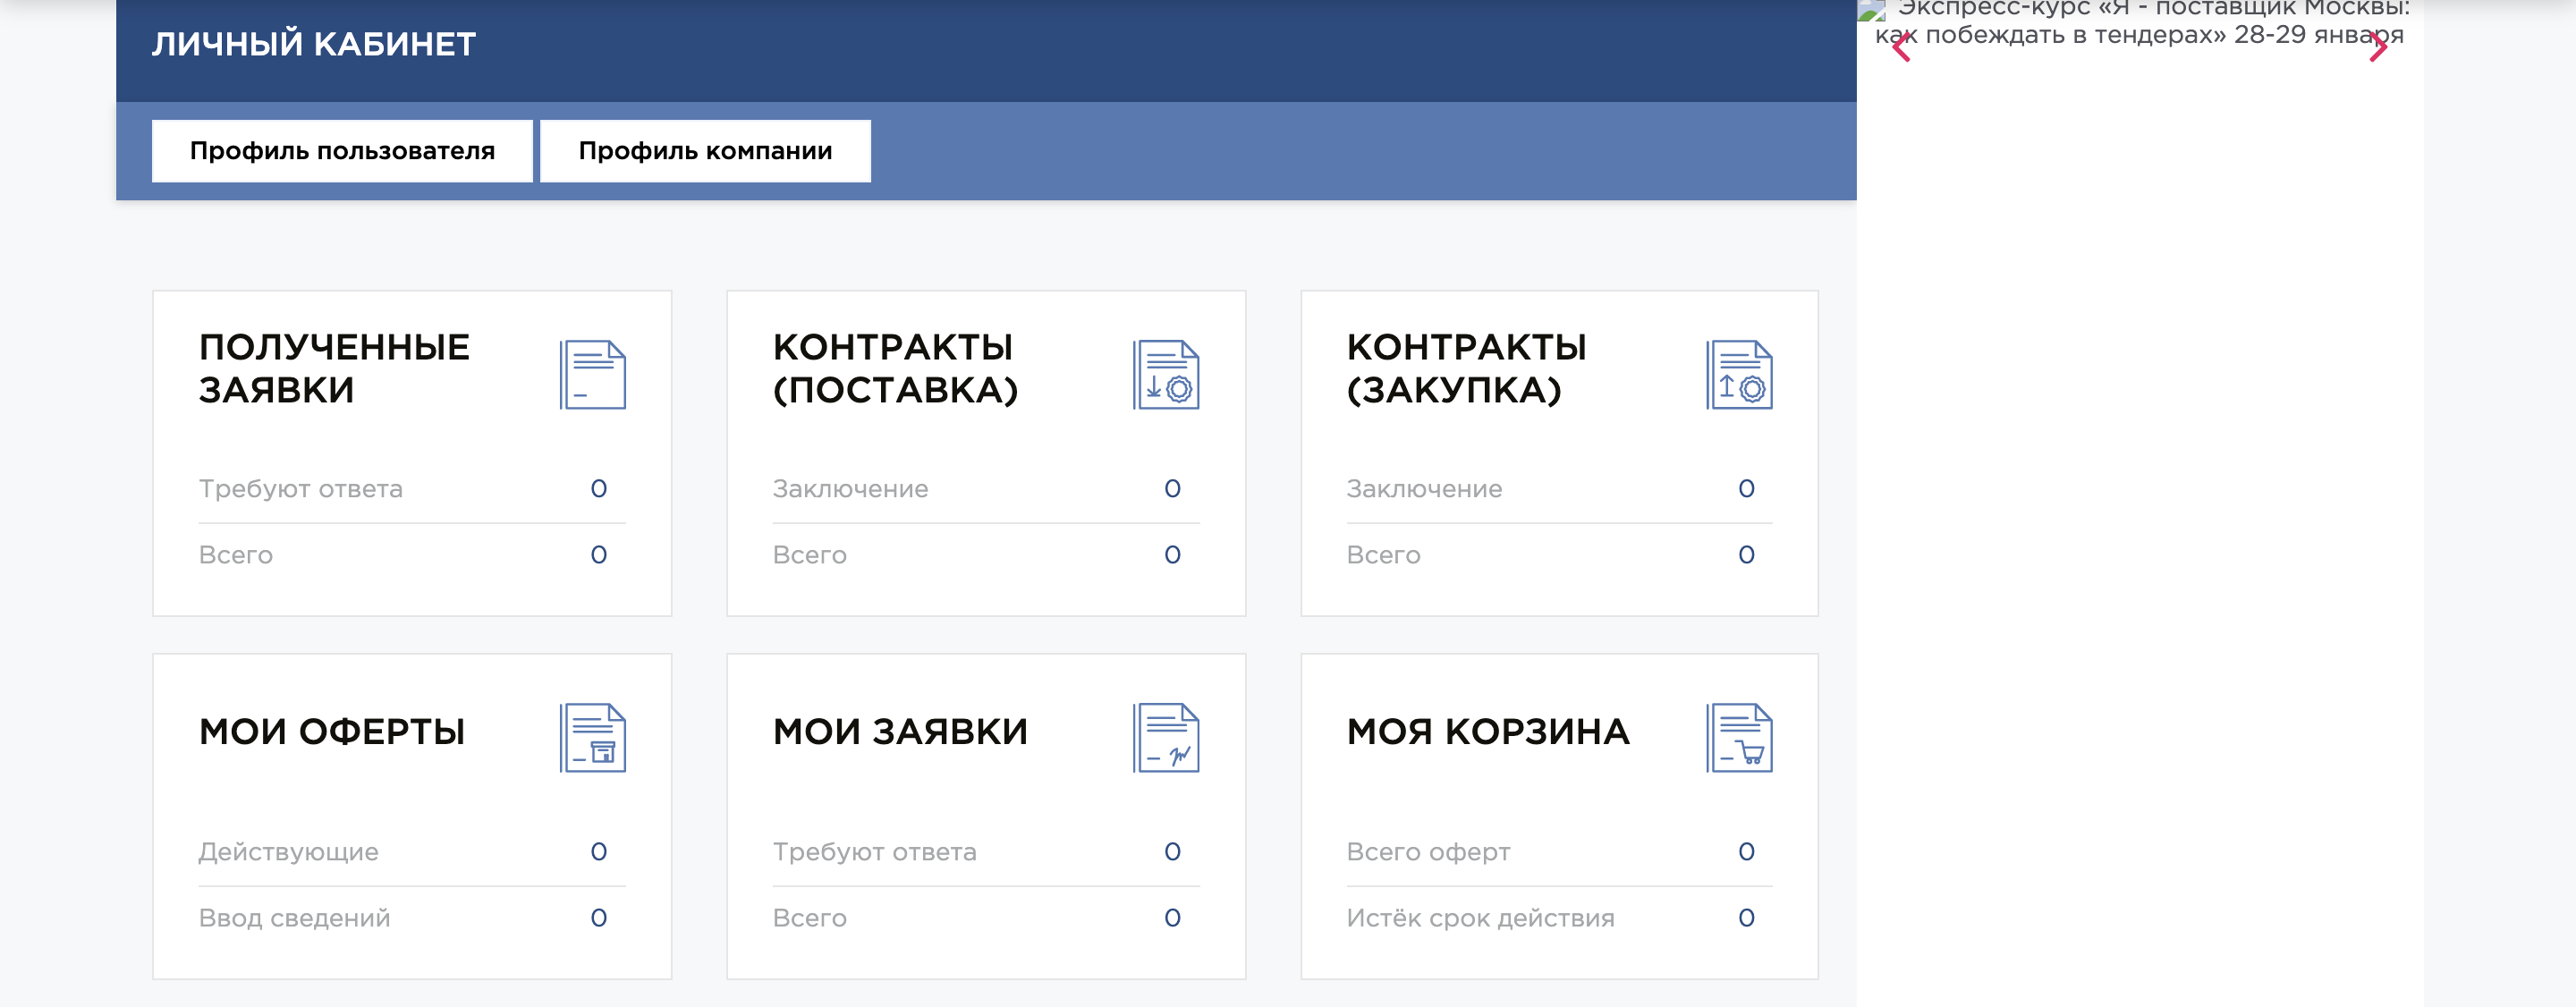 ЛИЧНЫЙ КАБИНЕТ
Экспресс-курс «Я - поставщик Москвы:
как побеждать в тендерах» 28-29 января
Профиль пользователя
Профиль компании
ПОЛУЧЕННЫЕ
ЗАЯВКИ
Требуют ответа 0
Всего 0
КОНТРАКТЫ
(ПОСТАВКА)
Заключение 0
Всего 0
КОНТРАКТЫ
(ЗАКУПКА)
Заключение 0
Всего 0
МОИ ОФЕРТЫ
Действующие 0
Ввод сведений 0
МОИ ЗАЯВКИ
Требуют ответа 0
Всего 0
МОЯ КОРЗИНА
Всего оферт 0
Истёк срок действия 0